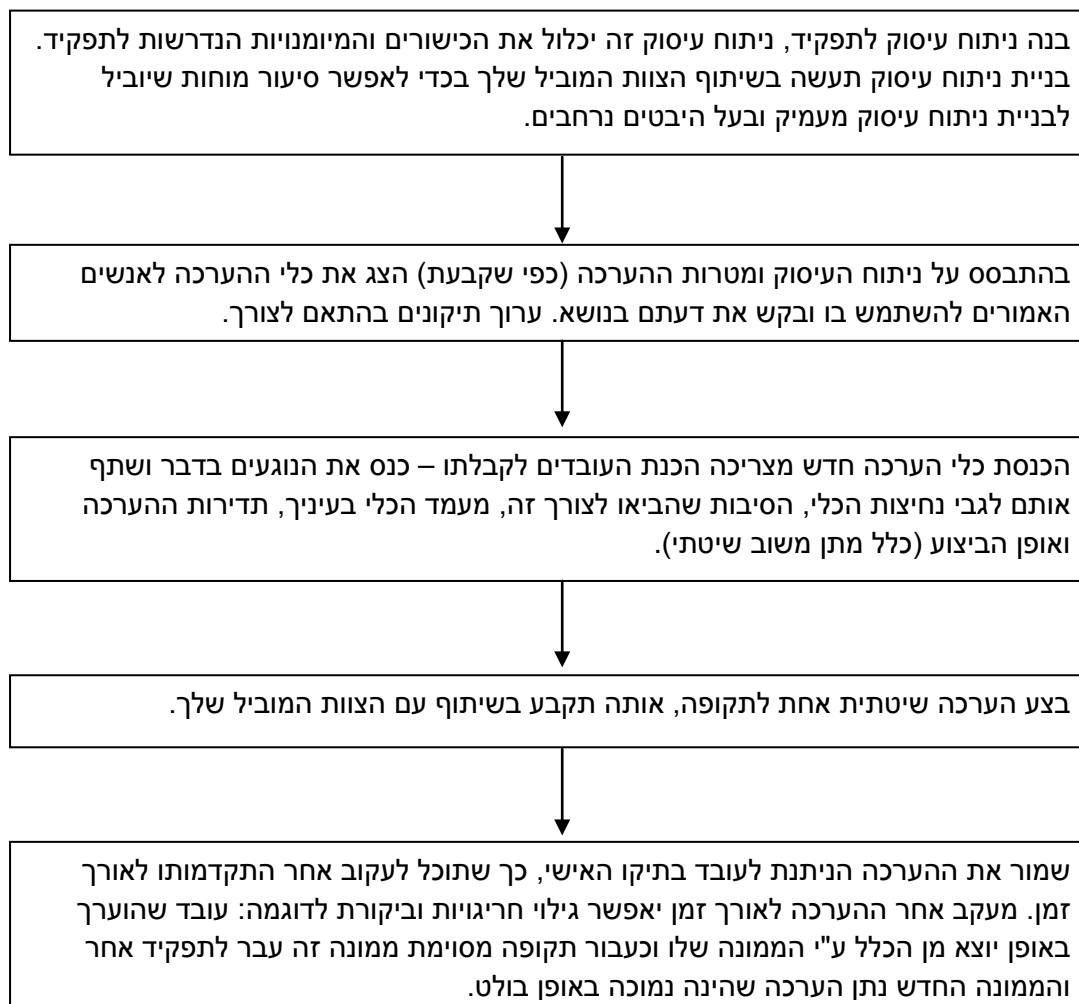 בנה ניתוח עיסוק לתפקיד, ניתוח עיסוק זה יכלול את הכישורים והמיומנויות הנדרשות לתפקיד.
בניית ניתוח עיסוק תעשה בשיתוף הצוות המוביל שלך בכדי לאפשר סיעור מוחות שיוביל
לבניית ניתוח עיסוק מעמיק ובעל היבטים נרחבים.
בהתבסס על ניתוח העיסוק ומטרות ההערכה (כפי שקבעת) הצג את כלי ההערכה לאנשים
האמורים להשתמש בו ובקש את דעתם בנושא. ערוך תיקונים בהתאם לצורך.
הכנסת כלי הערכה חדש מצריכה הכנת העובדים לקבלתו – כנס את הנוגעים בדבר ושתף
אותם לגבי נחיצות הכלי, הסיבות שהביאו לצורך זה, מעמד הכלי בעיניך, תדירות ההערכה
ואופן הביצוע (כלל מתן משוב שיטתי).
בצע הערכה שיטתית אחת לתקופה, אותה תקבע בשיתוף עם הצוות המוביל שלך.
שמור את ההערכה הניתנת לעובד בתיקו האישי, כך שתוכל לעקוב אחר התקדמותו לאורך
זמן. מעקב אחר ההערכה לאורך זמן יאפשר גילוי חריגויות וביקורת לדוגמה: עובד שהוערך
באופן יוצא מן הכלל ע"י הממונה שלו וכעבור תקופה מסוימת ממונה זה עבר לתפקיד אחר
והממונה החדש נתן הערכה שהינה נמוכה באופן בולט.